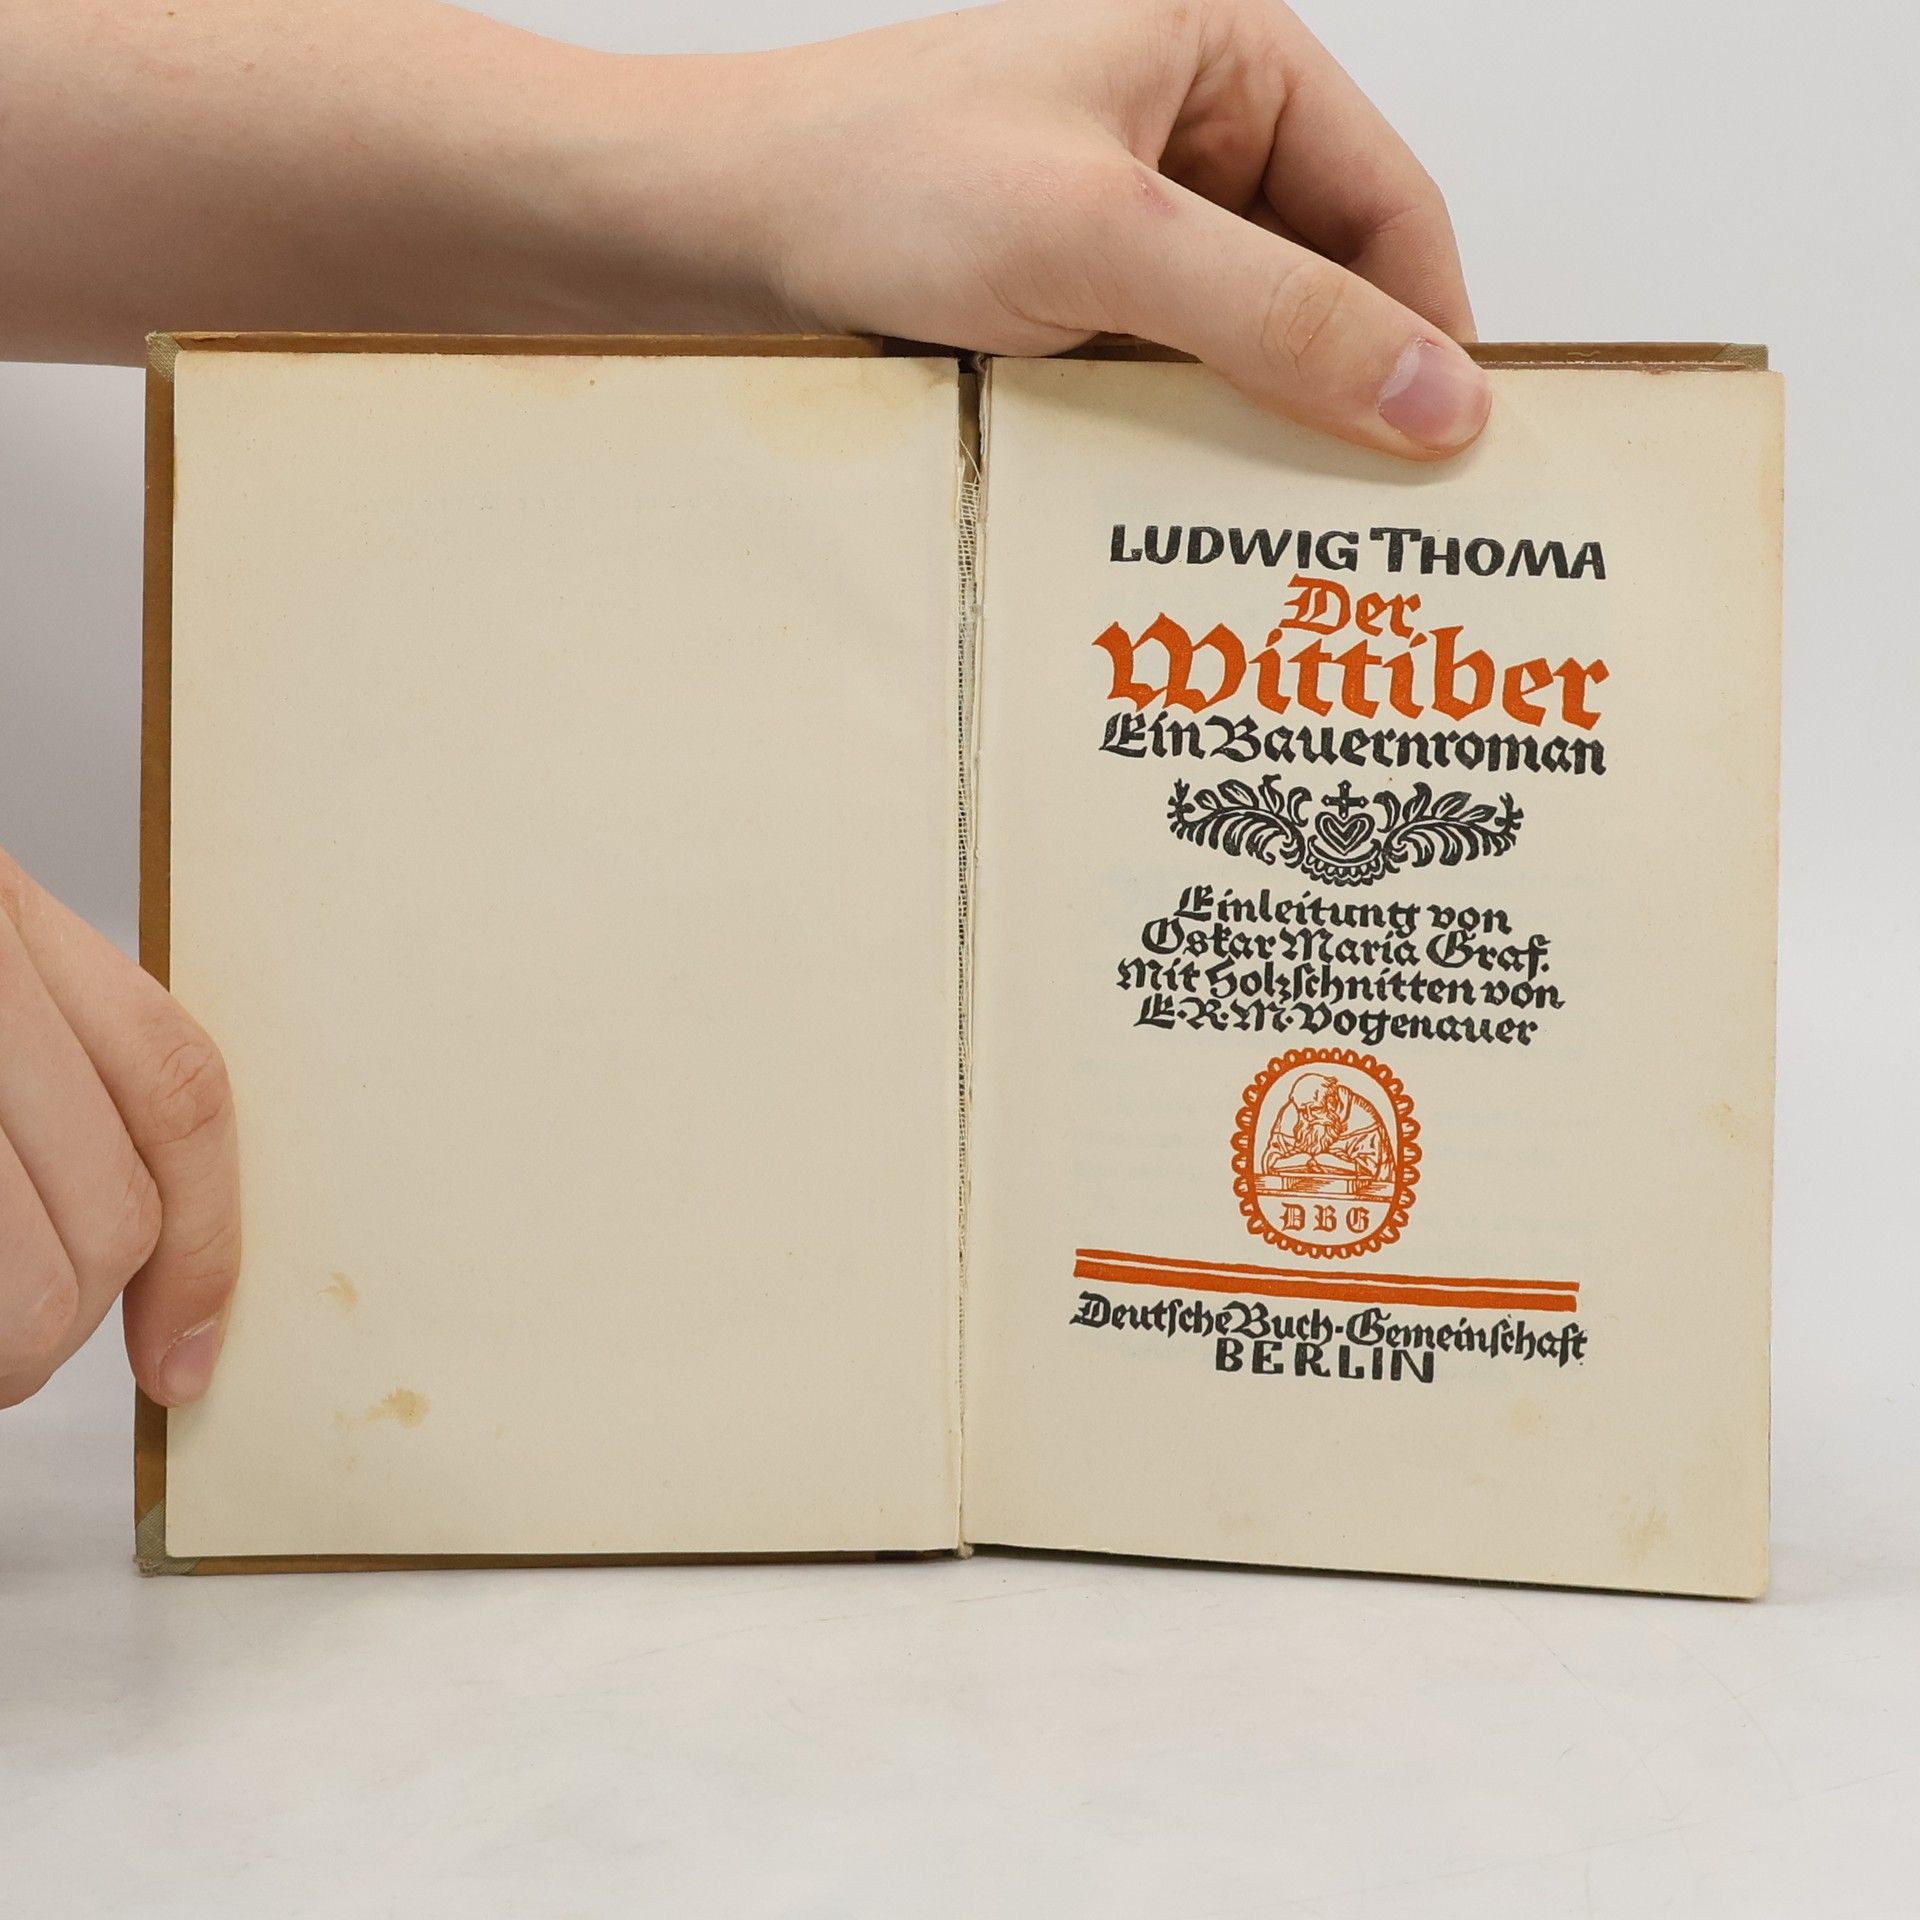 LUDWIG THOMA
Der
Wittiber
Ein Bauernroman
Einleitung von
Oskar Maria Graf.
Mit Holzschnitten von
E·R·M·Vogenauer
DBG
Deutsche Buch-Gemeinschaft
BERLIN